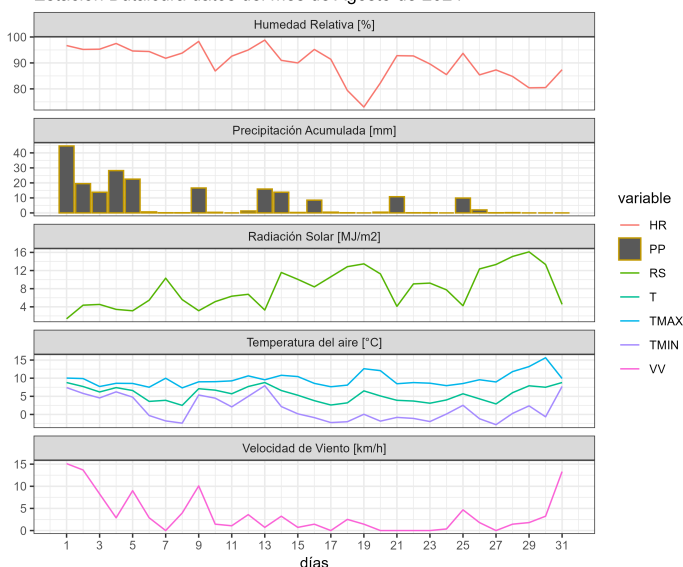 Humedad Relativa [%]
100
90
80
Precipitación Acumulada [mm]
40
30
20
10
0
Radiación Solar [MJ/m2]
16
12
8
4
Temperatura del aire [°C]
15
10
5
0
Velocidad de Viento [km/h]
15
10
5
0
1 3 5 7 9 11 13 15 17 19 21 23 25 27 29 31
días
variable
HR
PP
RS
T
TMAX
TMIN
VV